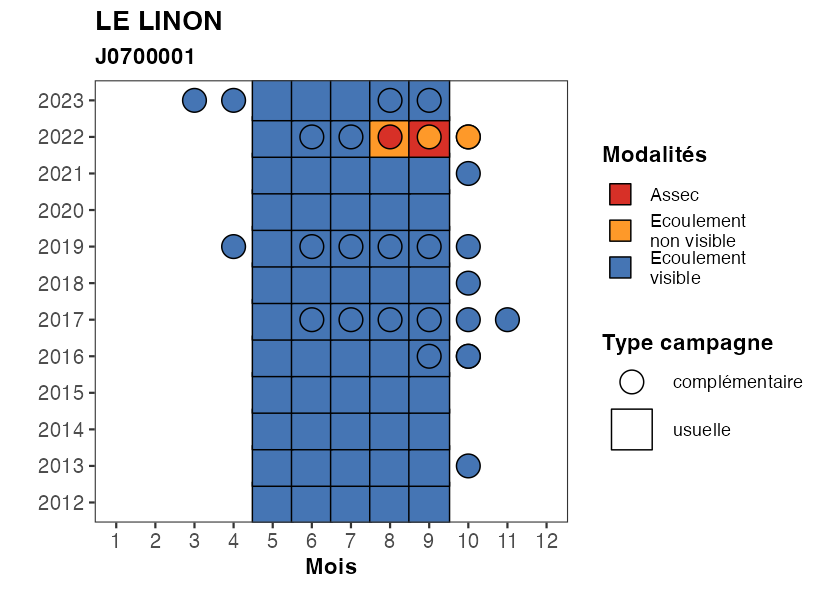 LE LINON
J0700001
2023
2022
2021
2020
2019
2018
2017
2016
2015
2014
2013
2012
1 2 3 4 5 6 7 8 9 10 11 12
Mois
Modalités
Assec
Ecoulement
non visible
Ecoulement
visible
Type campagne
complémentaire
usuelle